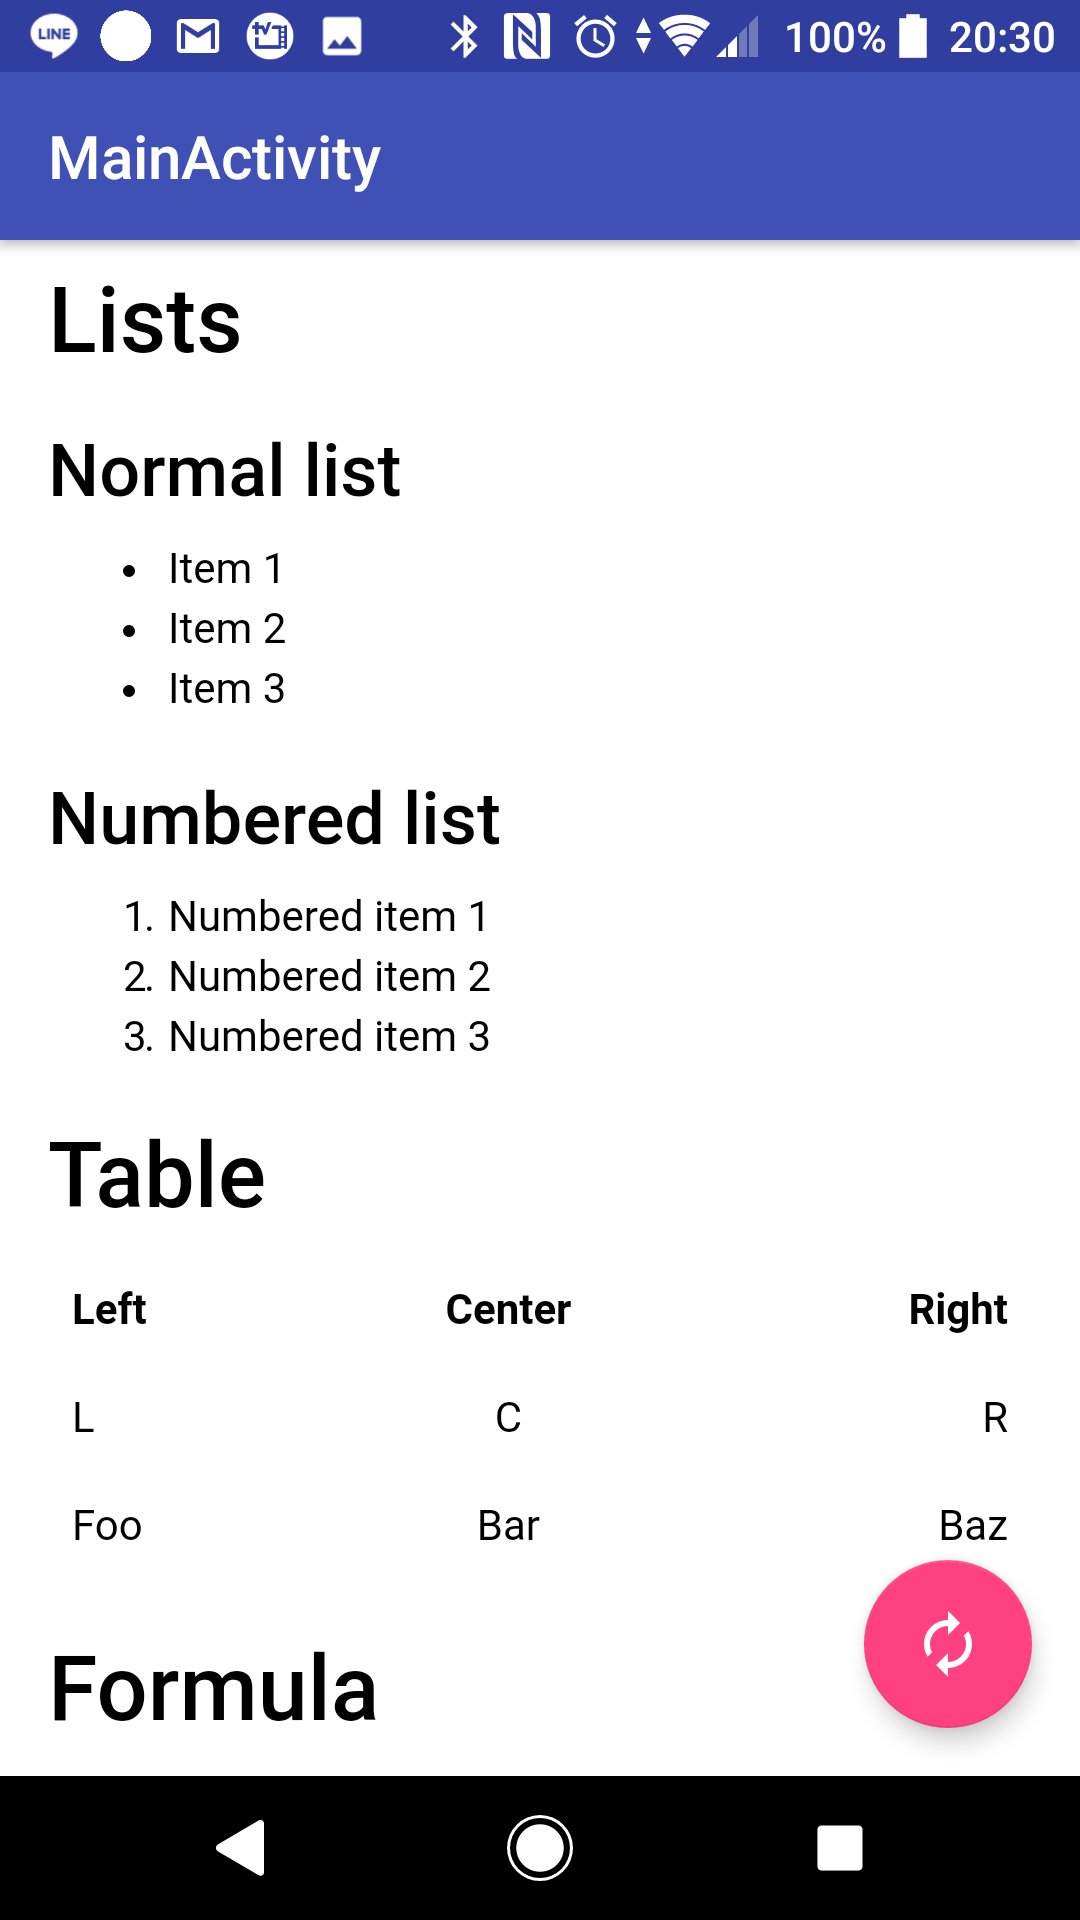 LINE
tv
100% 20:30
MainActivity
Lists
Normal list
• Item 1
• Item 2
• Item 3
Numbered list
1. Numbered item 1
2. Numbered item 2
3. Numbered item 3
Table
Left Center Right
L C R
Foo Bar Baz
Formula